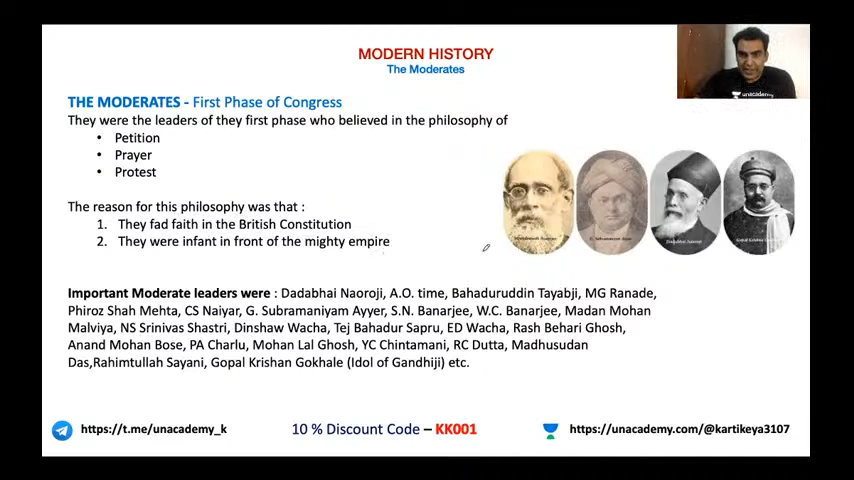 MODERN HISTORY
The Moderates
unacademy
THE MODERATES - First Phase of Congress
They were the leaders of they first phase who believed in the philosophy of
• Petition
• Prayer
• Protest
The reason for this philosophy was that :
1. They fad faith in the British Constitution
2. They were infant in front of the mighty empire
G. Subramaniyam Ayyer
Dadabhai Naoroji
Gopal Krishna
Important Moderate leaders were : Dadabhai Naoroji, A.O. time, Bahaduruddin Tayabji, MG Ranade,
Phiroz Shah Mehta, CS Naiyar, G. Subramaniyam Ayyer, S.N. Banarjee, W.C. Banarjee, Madan Mohan
Malviya, NS Srinivas Shastri, Dinshaw Wacha, Tej Bahadur Sapru, ED Wacha, Rash Behari Ghosh,
Anand Mohan Bose, PA Charlu, Mohan Lal Ghosh, YC Chintamani, RC Dutta, Madhusudan
Das,Rahimtullah Sayani, Gopal Krishan Gokhale (Idol of Gandhiji) etc.
https://t.me/unacademy_k
10 % Discount Code – KK001
https://unacademy.com/@kartikeya3107